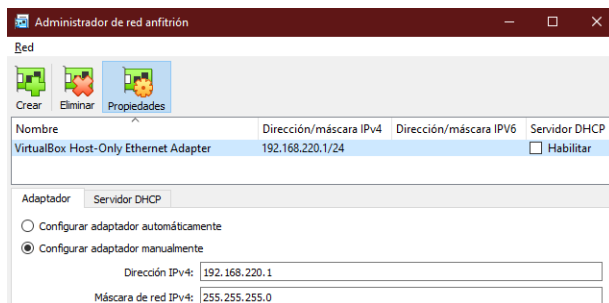 Administrador de red anfitrión
Red
Crear Eliminar Propiedades
Nombre Dirección/máscara IPv4 Dirección/máscara IPV6 Servidor DHCP
VirtualBox Host-Only Ethernet Adapter 192.168.220.1/24 Habilitar
Adaptador Servidor DHCP
Configurar adaptador automáticamente
Configurar adaptador manualmente
Dirección IPv4: 192.168.220.1
Máscara de red IPv4: 255.255.255.0